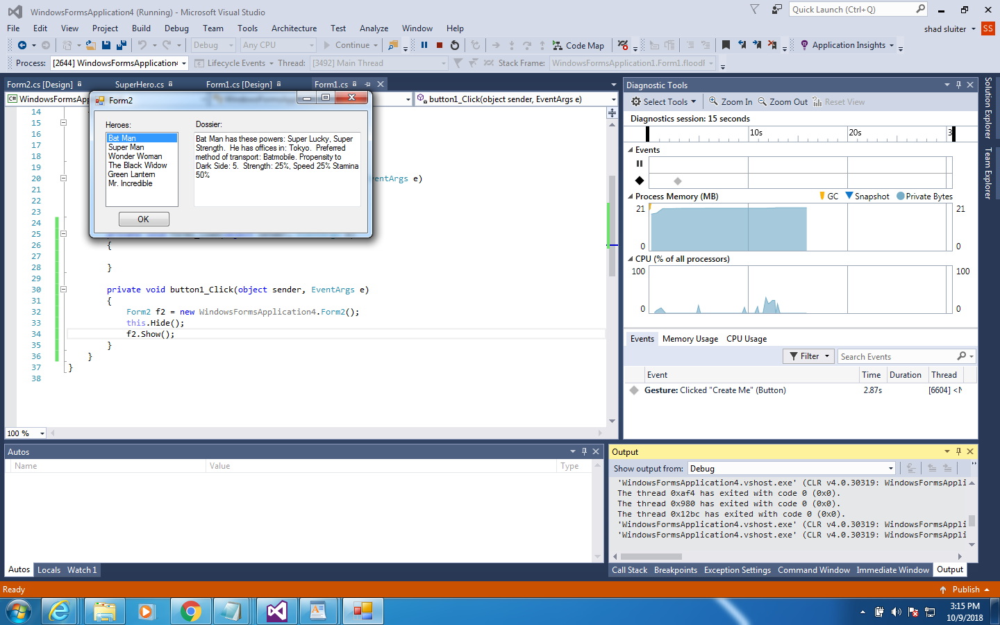 WindowsFormsApplication4 (Running) - Microsoft Visual Studio
Quick Launch (Ctrl+Q)
File Edit View Project Build Debug Team Tools Architecture Test Analyze Window Help
shad sluiter SS
Debug Any CPU Continue Code Map Application Insights
Process: [2644] WindowsFormsApplication4 Lifecycle Events Thread: [3492] Main Thread Stack Frame: WindowsFormsApplication1.Form1.floodF
Form2.cs [Design] SuperHero.cs Form1.cs [Design] Form1.cs
C# WindowsFormsApp button1_Click(object sender, EventArgs e)
Form2
Heroes:
Bat Man
Super Man
Wonder Woman
The Black Widow
Green Lantern
Mr. Incredible
OK
Dossier:
Bat Man has these powers: Super Lucky, Super
Strength.  He has offices in: Tokyo.  Preferred
method of transport: Batmobile. Propensity to
Dark Side: 5.  Strength: 25%, Speed 25% Stamina
50%
14
15
16
17
18
19
20 ventArgs e)
21
22
23
24
25
26 {
27
28 }
29
30 private void button1_Click(object sender, EventArgs e)
31 {
32 Form2 f2 = new WindowsFormsApplication4.Form2();
33 this.Hide();
34 f2.Show();
35 }
36 }
37 }
38
100 %
Diagnostic Tools
Select Tools Zoom In Zoom Out Reset View
Diagnostics session: 15 seconds
10s 20s 3
Events
Process Memory (MB) GC Snapshot Private Bytes
21 21
0 0
CPU (% of all processors)
100 100
0 0
Events Memory Usage CPU Usage
Filter Search Events
Event Time Duration Thread
Gesture: Clicked "Create Me" (Button) 2.87s [6604] <N
Solution Explorer
Team Explorer
Autos
Name Value Type
Autos Locals Watch 1
Output
Show output from: Debug
'WindowsFormsApplication4.vshost.exe' (CLR v4.0.30319: WindowsFormsAppli
The thread 0xaf4 has exited with code 0 (0x0).
The thread 0x980 has exited with code 0 (0x0).
The thread 0x12bc has exited with code 0 (0x0).
'WindowsFormsApplication4.vshost.exe' (CLR v4.0.30319: WindowsFormsAppli
'WindowsFormsApplication4.vshost.exe' (CLR v4.0.30319: WindowsFormsAppli
Call Stack Breakpoints Exception Settings Command Window Immediate Window Output
Ready Publish
3:15 PM
10/9/2018